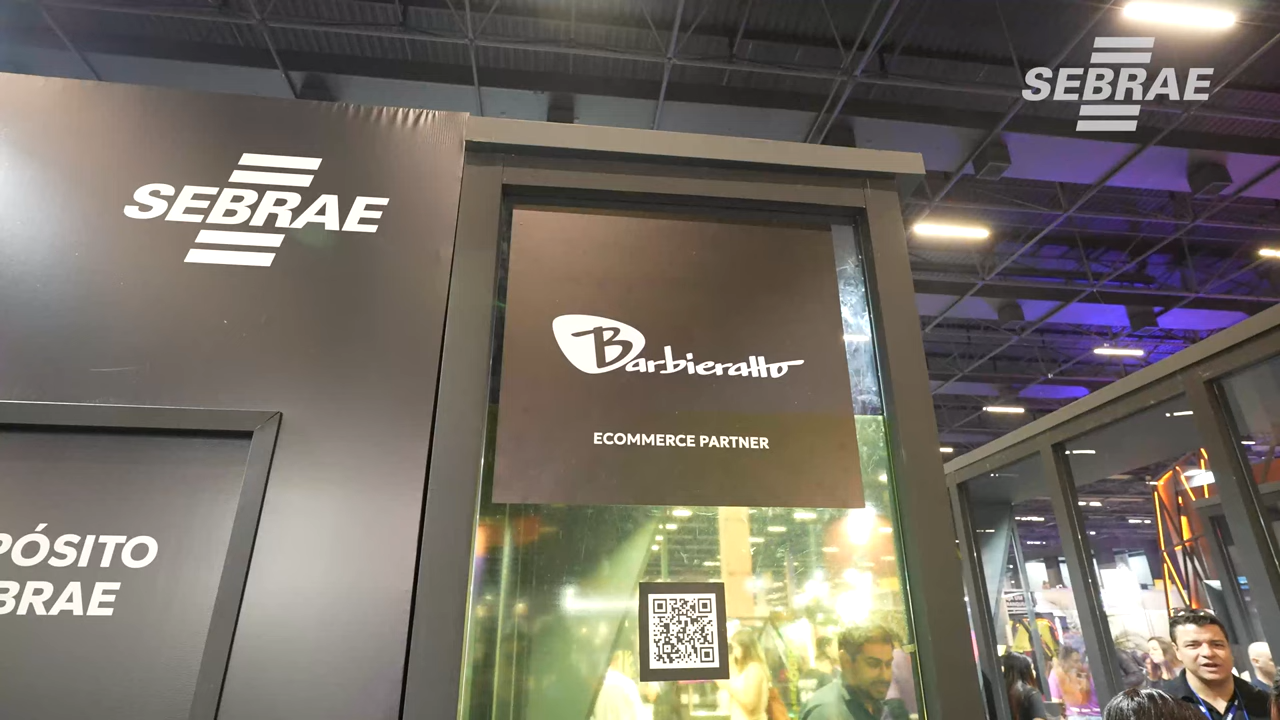 SEBRAE
SEBRAE
Barbieratto
ECOMMERCE PARTNER
PÓSITO
BRAE